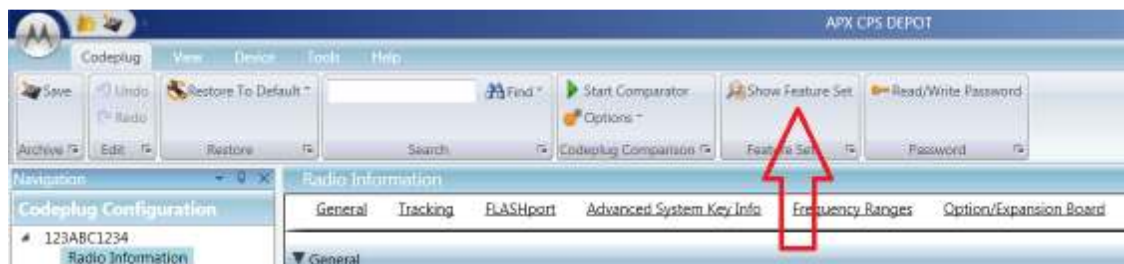 APX CPS DEPOT
Codeplug View Device Tools Help
Save Undo Restore To Default Find Start Comparator Show Feature Set Read/Write Password
Redo Options
Archive Edit Restore Search Codeplug Comparison Feature Set Password
Navigation Radio Information
Codeplug Configuration General Tracking FLASHport Advanced System Key Info Frequency Ranges Option/Expansion Board
123ABC1234
Radio Information General